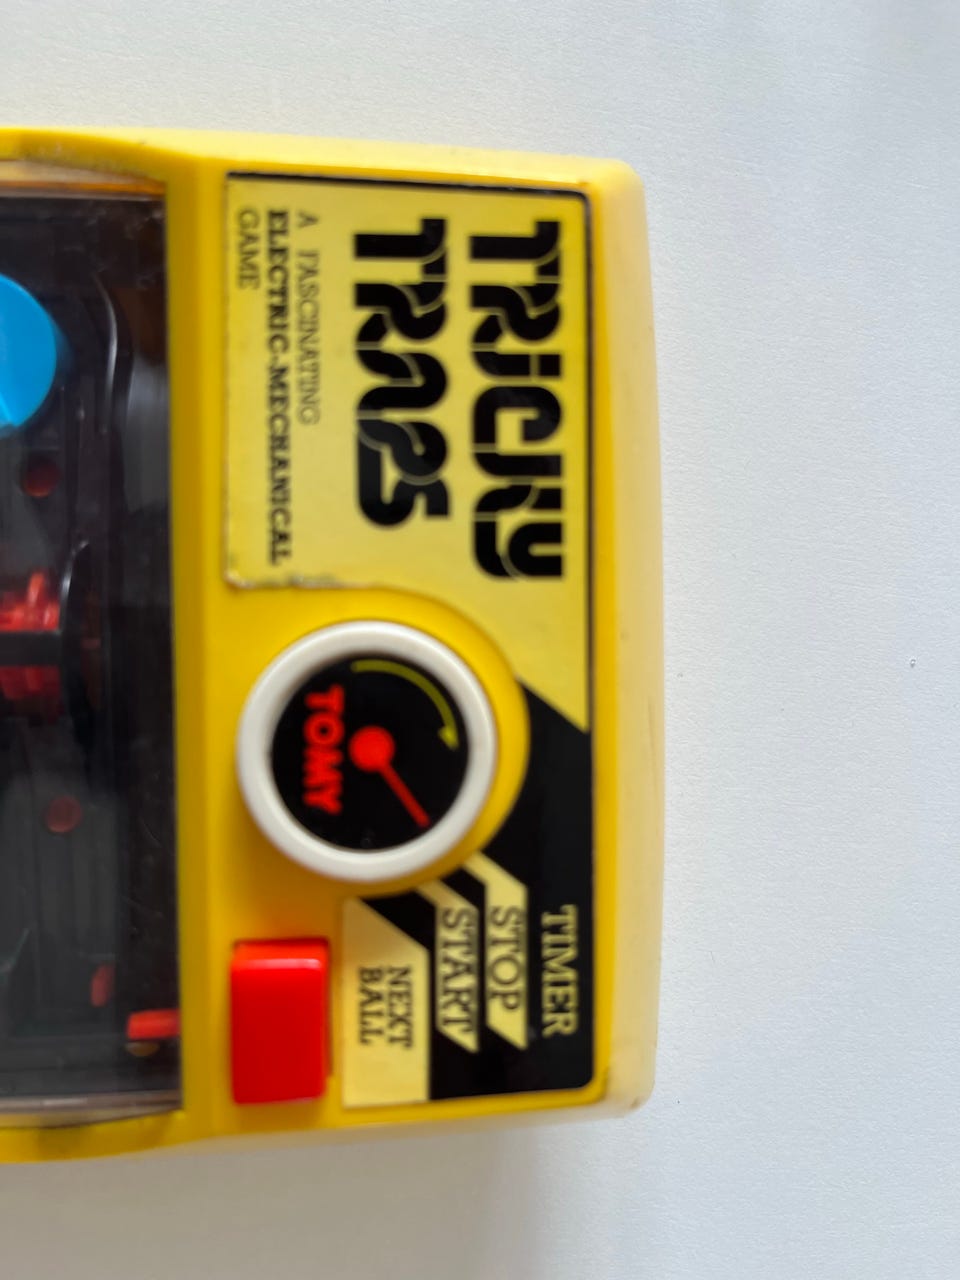 TRICKY
TRAPS
A FASCINATING
ELECTRIC-MECHANICAL
GAME
TOMY
TIMER
STOP
START
NEXT
BALL